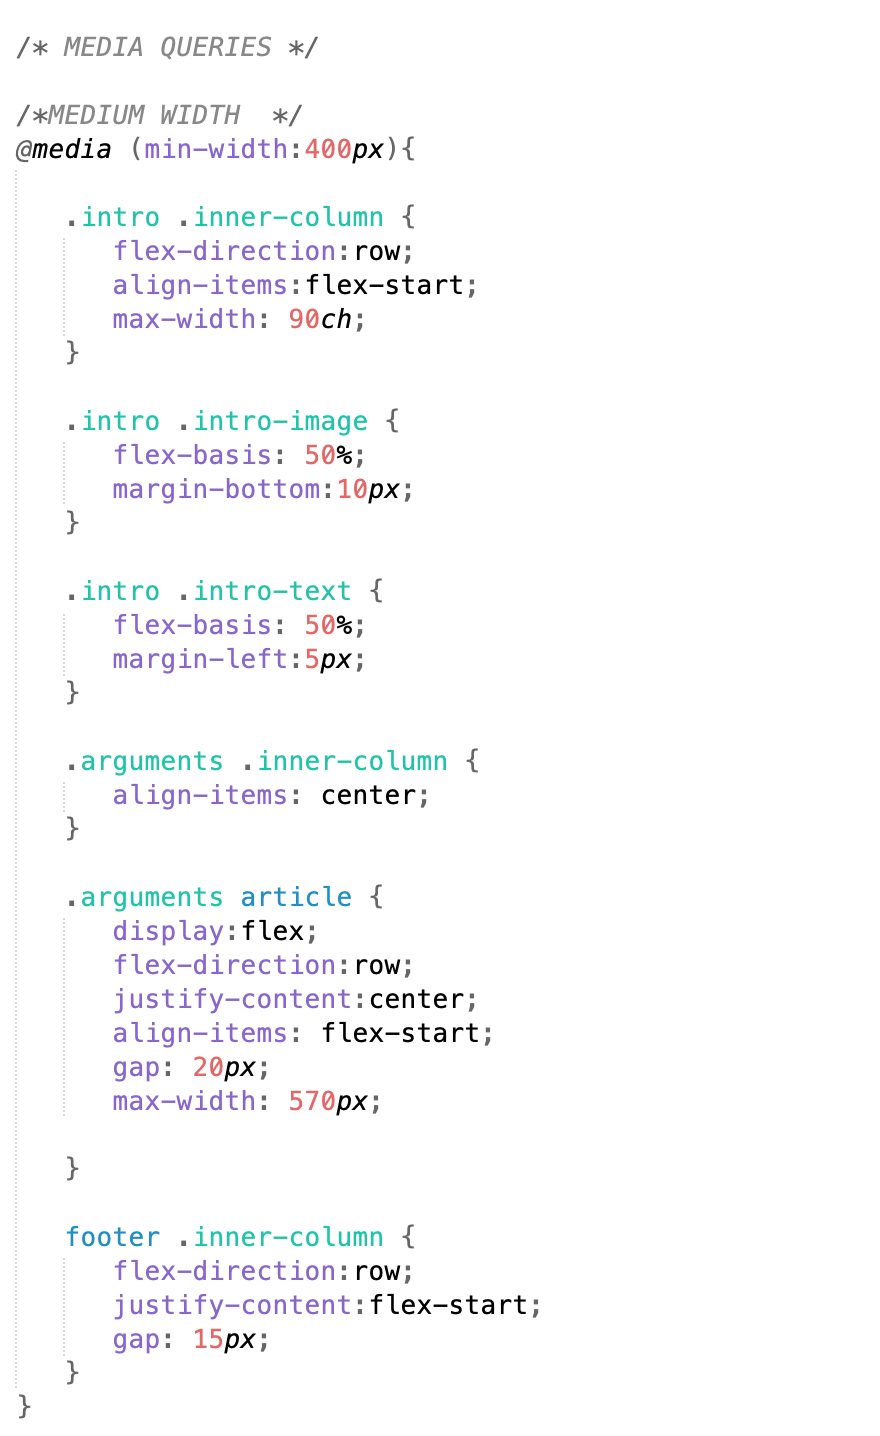 /* MEDIA QUERIES */
/*MEDIUM WIDTH  */
@media (min-width:400px){
.intro .inner-column {
flex-direction:row;
align-items:flex-start;
max-width: 90ch;
}
.intro .intro-image {
flex-basis: 50%;
margin-bottom:10px;
}
.intro .intro-text {
flex-basis: 50%;
margin-left:5px;
}
.arguments .inner-column {
align-items: center;
}
.arguments article {
display:flex;
flex-direction:row;
justify-content:center;
align-items: flex-start;
gap: 20px;
max-width: 570px;
}
footer .inner-column {
flex-direction:row;
justify-content:flex-start;
gap: 15px;
}
}